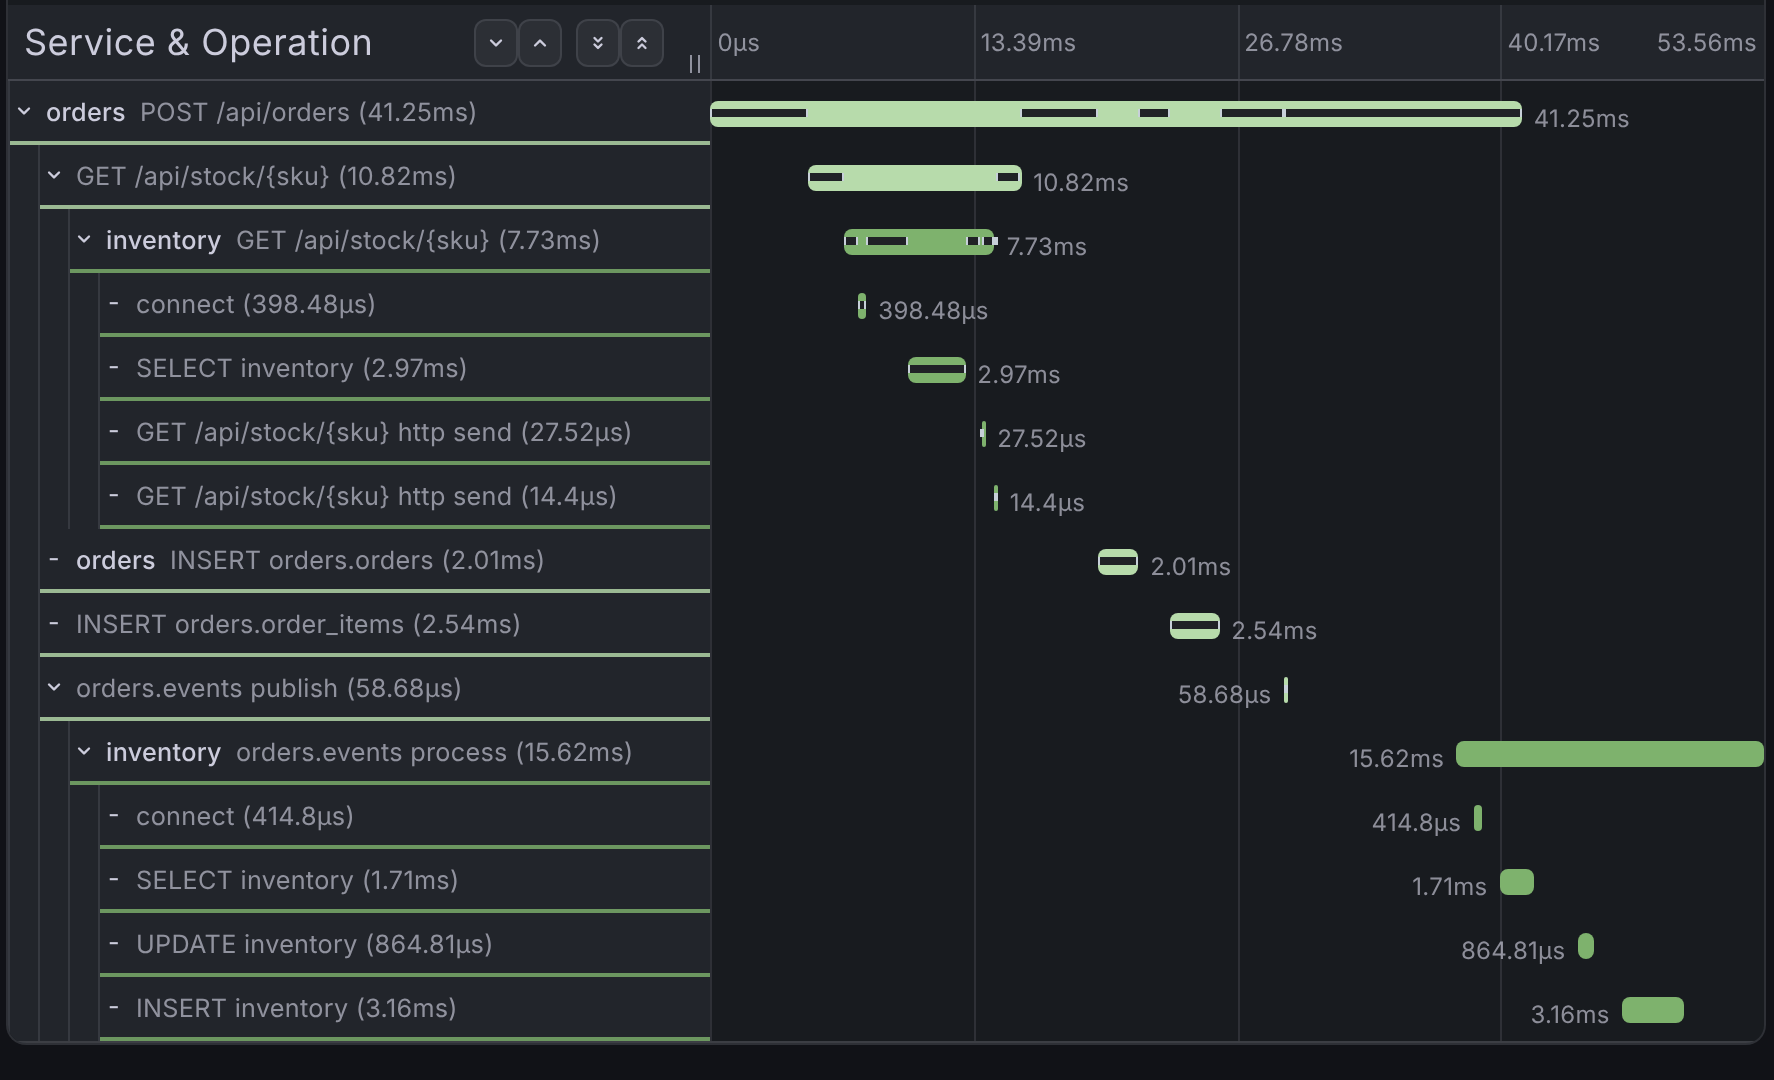 Service & Operation 0μs 13.39ms 26.78ms 40.17ms 53.56ms
orders POST /api/orders (41.25ms) 41.25ms
GET /api/stock/{sku} (10.82ms) 10.82ms
inventory GET /api/stock/{sku} (7.73ms) 7.73ms
- connect (398.48μs) 398.48μs
- SELECT inventory (2.97ms) 2.97ms
- GET /api/stock/{sku} http send (27.52μs) 27.52μs
- GET /api/stock/{sku} http send (14.4μs) 14.4μs
- orders INSERT orders.orders (2.01ms) 2.01ms
- INSERT orders.order_items (2.54ms) 2.54ms
orders.events publish (58.68μs) 58.68μs
inventory orders.events process (15.62ms) 15.62ms
- connect (414.8μs) 414.8μs
- SELECT inventory (1.71ms) 1.71ms
- UPDATE inventory (864.81μs) 864.81μs
- INSERT inventory (3.16ms) 3.16ms